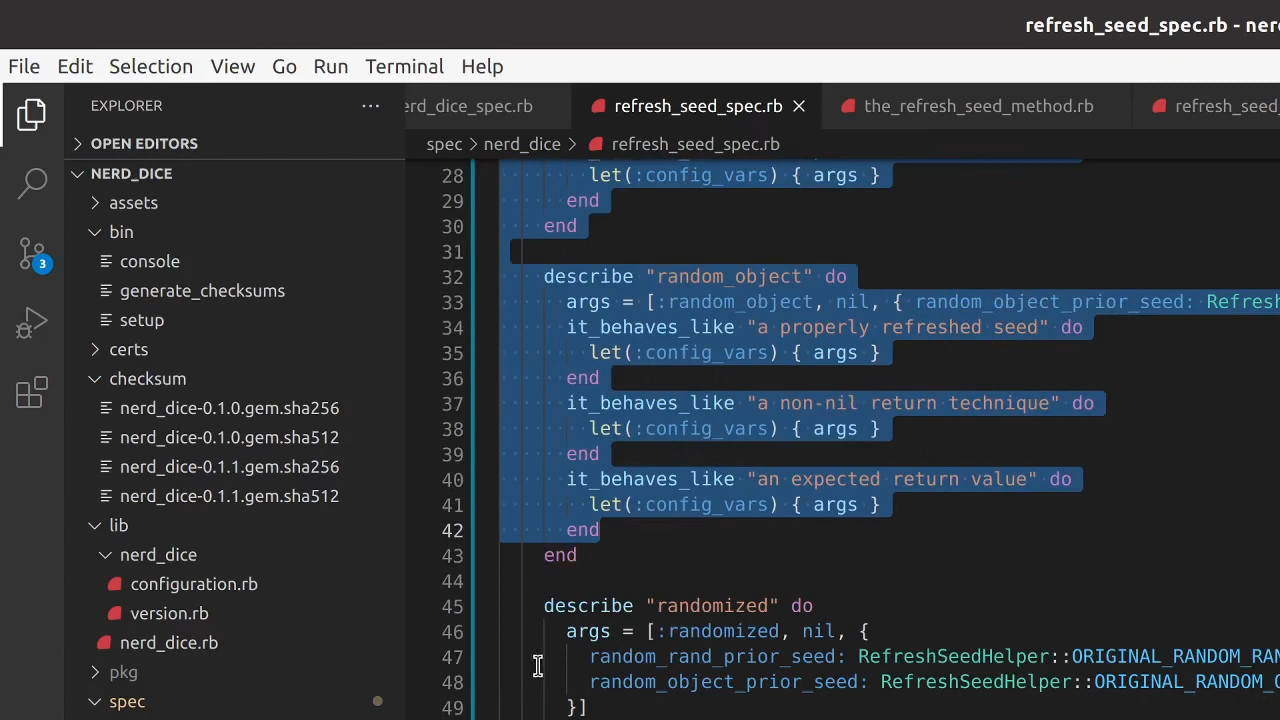 refresh_seed_spec.rb - ner
File Edit Selection View Go Run Terminal Help
EXPLORER
OPEN EDITORS
NERD_DICE
assets
bin
console
generate_checksums
setup
certs
checksum
nerd_dice-0.1.0.gem.sha256
nerd_dice-0.1.0.gem.sha512
nerd_dice-0.1.1.gem.sha256
nerd_dice-0.1.1.gem.sha512
lib
nerd_dice
configuration.rb
version.rb
nerd_dice.rb
pkg
spec
3
erd_dice_spec.rb refresh_seed_spec.rb the_refresh_seed_method.rb refresh_seed_
spec > nerd_dice > refresh_seed_spec.rb
28 let(:config_vars) { args }
29 end
30 end
31
32 describe "random_object" do
33 args = [:random_object, nil, { random_object_prior_seed: Refresh
34 it_behaves_like "a properly refreshed seed" do
35 let(:config_vars) { args }
36 end
37 it_behaves_like "a non-nil return technique" do
38 let(:config_vars) { args }
39 end
40 it_behaves_like "an expected return value" do
41 let(:config_vars) { args }
42 end
43 end
44
45 describe "randomized" do
46 args = [:randomized, nil, {
47 random_rand_prior_seed: RefreshSeedHelper::ORIGINAL_RANDOM_RAN
48 random_object_prior_seed: RefreshSeedHelper::ORIGINAL_RANDOM_O
49 }]